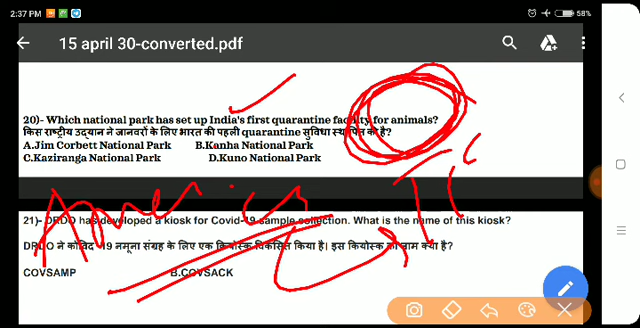 2:37 PM 58%
15 april 30-converted.pdf
20)- Which national park has set up India's first quarantine facility for animals?
किस राष्ट्रीय उद्यान ने जानवरों के लिए भारत की पहली quarantine सुविधा स्थापित की है?
A.Jim Corbett National Park B.Kanha National Park
C.Kaziranga National Park D.Kuno National Park
America
21)- DRDO has developed a kiosk for Covid-19 sample collection. What is the name of this kiosk?
DRDO ने कोविद -19 नमूना संग्रह के लिए एक कियोस्क विकसित किया है। इस कियोस्क का नाम क्या है?
COVSAMP B.COVSACK